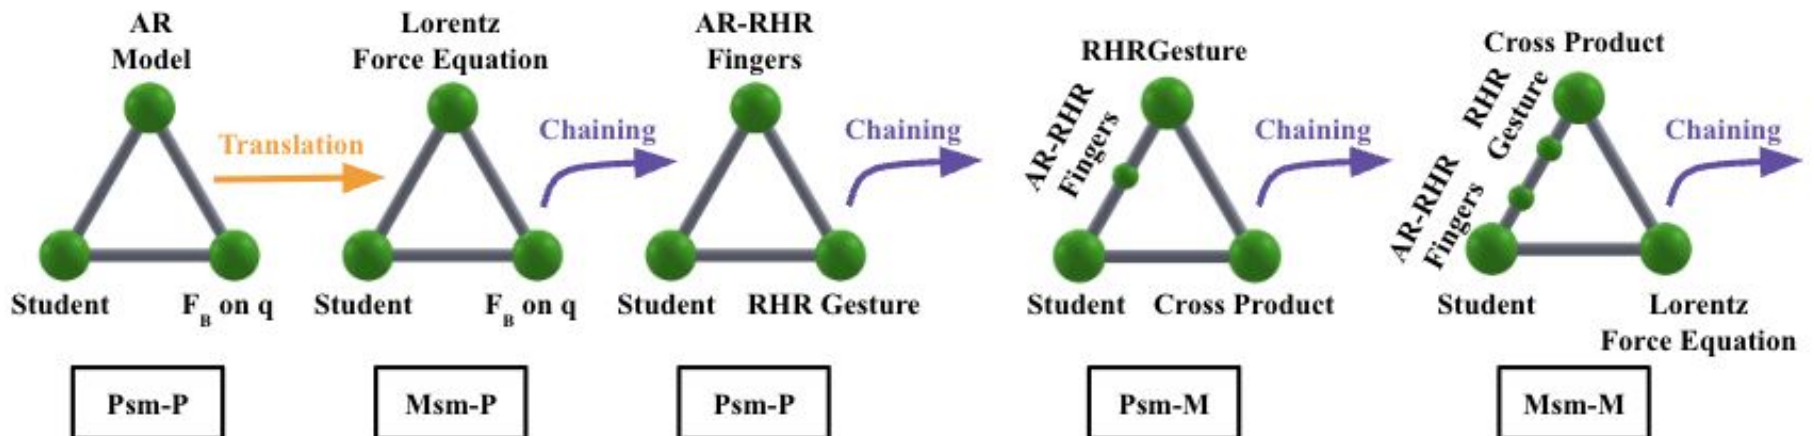 AR
Model
Translation
Student
F_B on q
Psm-P
Lorentz
Force Equation
Chaining
Student
F_B on q
Msm-P
AR-RHR
Fingers
Chaining
Student
RHR Gesture
Psm-P
RHRGesture
AR-RHR
Fingers
Chaining
Student
Cross Product
Psm-M
Cross Product
RHR
Gesture
AR-RHR
Fingers
Chaining
Student
Lorentz
Force Equation
Msm-M